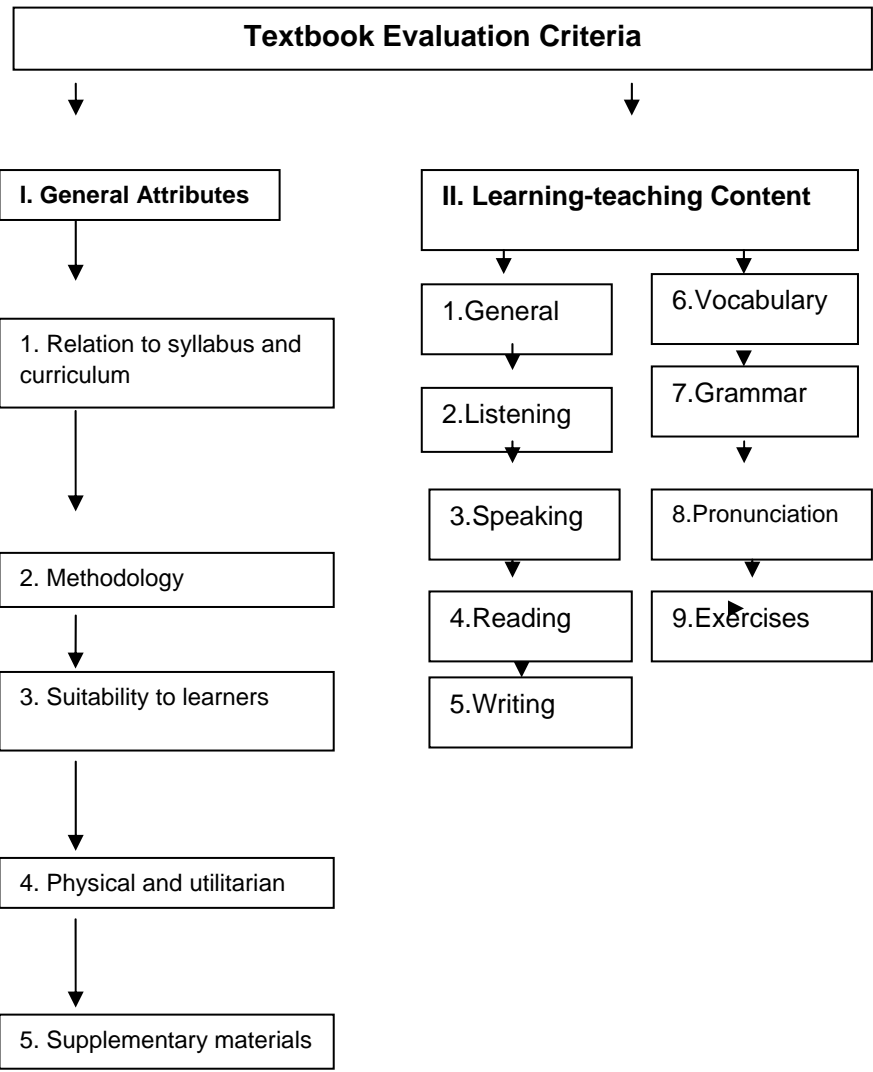 Textbook Evaluation Criteria
I. General Attributes
1. Relation to syllabus and
curriculum
2. Methodology
3. Suitability to learners
4. Physical and utilitarian
5. Supplementary materials
II. Learning-teaching Content
1.General
2.Listening
3.Speaking
4.Reading
5.Writing
6.Vocabulary
7.Grammar
8.Pronunciation
9.Exercises